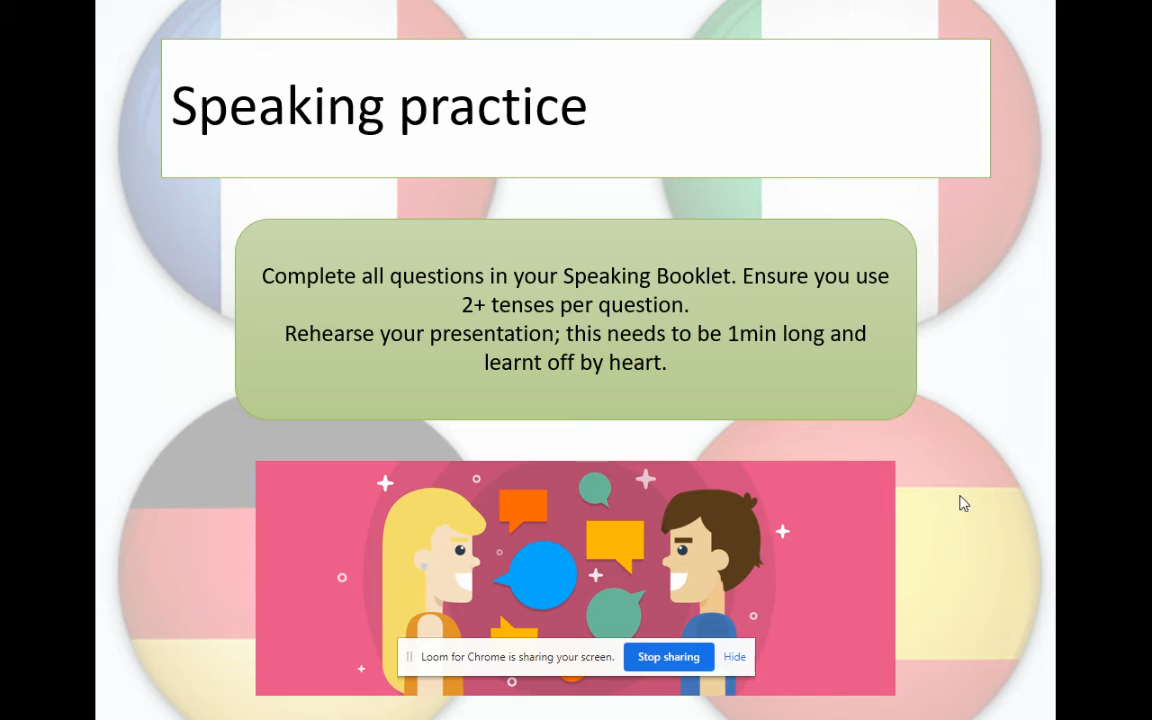 Speaking practice
Complete all questions in your Speaking Booklet. Ensure you use
2+ tenses per question.
Rehearse your presentation; this needs to be 1min long and
learnt off by heart.
Loom for Chrome is sharing your screen. Stop sharing Hide